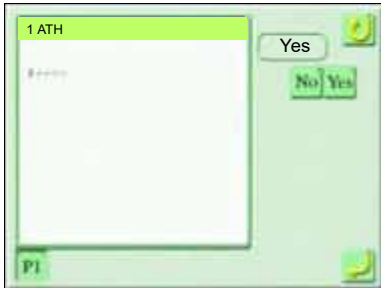 1 ATH
Yes
No Yes
P1